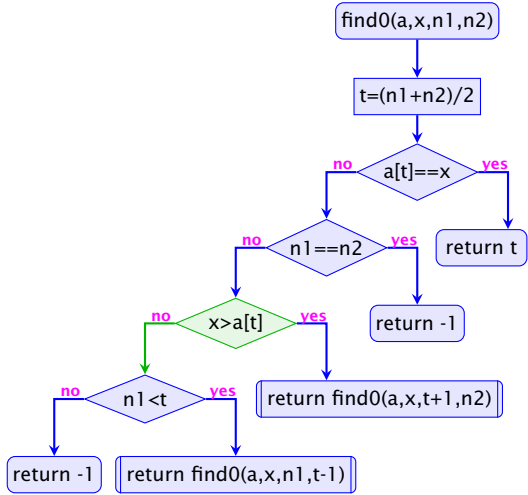 find0(a,x,n1,n2)
t=(n1+n2)/2
a[t]==x
no
yes
return t
n1==n2
no
yes
return -1
x>a[t]
no
yes
return find0(a,x,t+1,n2)
n1<t
no
yes
return -1
return find0(a,x,n1,t-1)